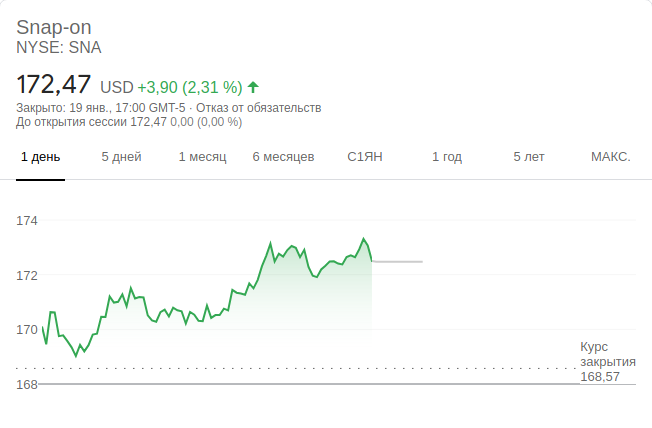 Snap-on
NYSE: SNA
172,47 USD +3,90 (2,31 %)
Закрыто: 19 янв., 17:00 GMT-5 · Отказ от обязательств
До открытия сессии 172,47 0,00 (0,00 %)
1 день 5 дней 1 месяц 6 месяцев С1ЯН 1 год 5 лет МАКС.
174
172
170
Курс
закрытия
168,57
168